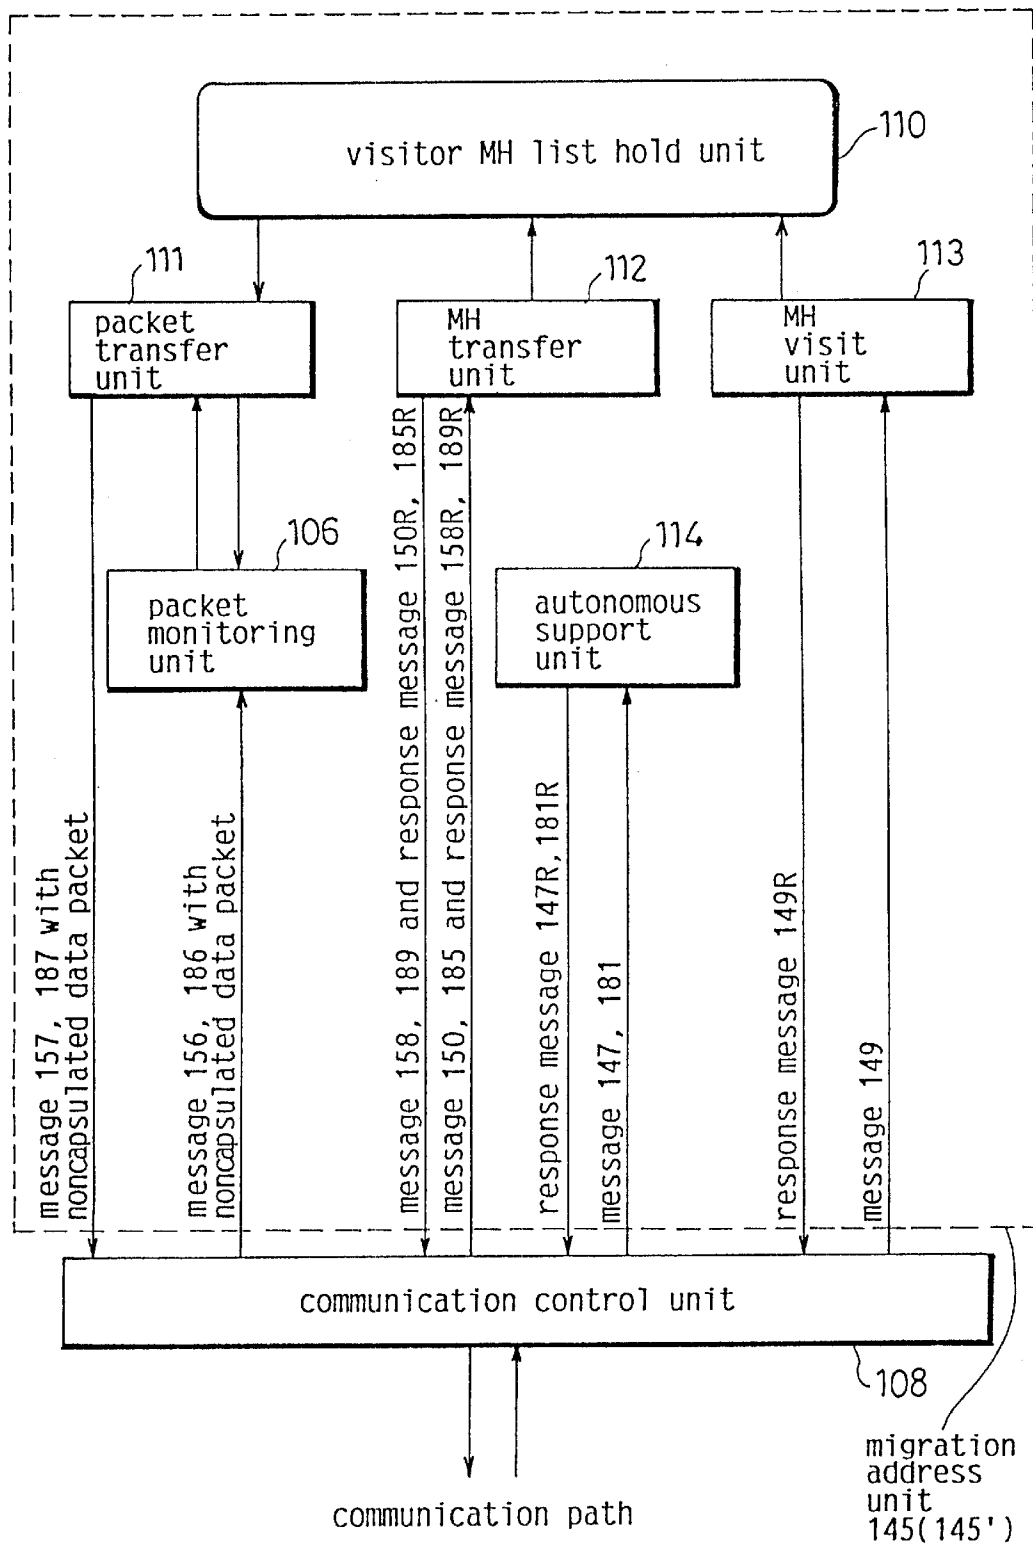 visitor MH list hold unit
110
111
112
113
packet
transfer
unit
MH
transfer
unit
MH
visit
unit
106
114
packet
monitoring
unit
autonomous
support
unit
message 157, 187 with
noncapsulated data packet
message 156, 186 with
noncapsulated data packet
message 158, 189 and response message 150R, 185R
message 150, 185 and response message 158R, 189R
response message 147R, 181R
message 147, 181
response message 149R
message 149
communication control unit
108
communication path
migration
address
unit
145(145')